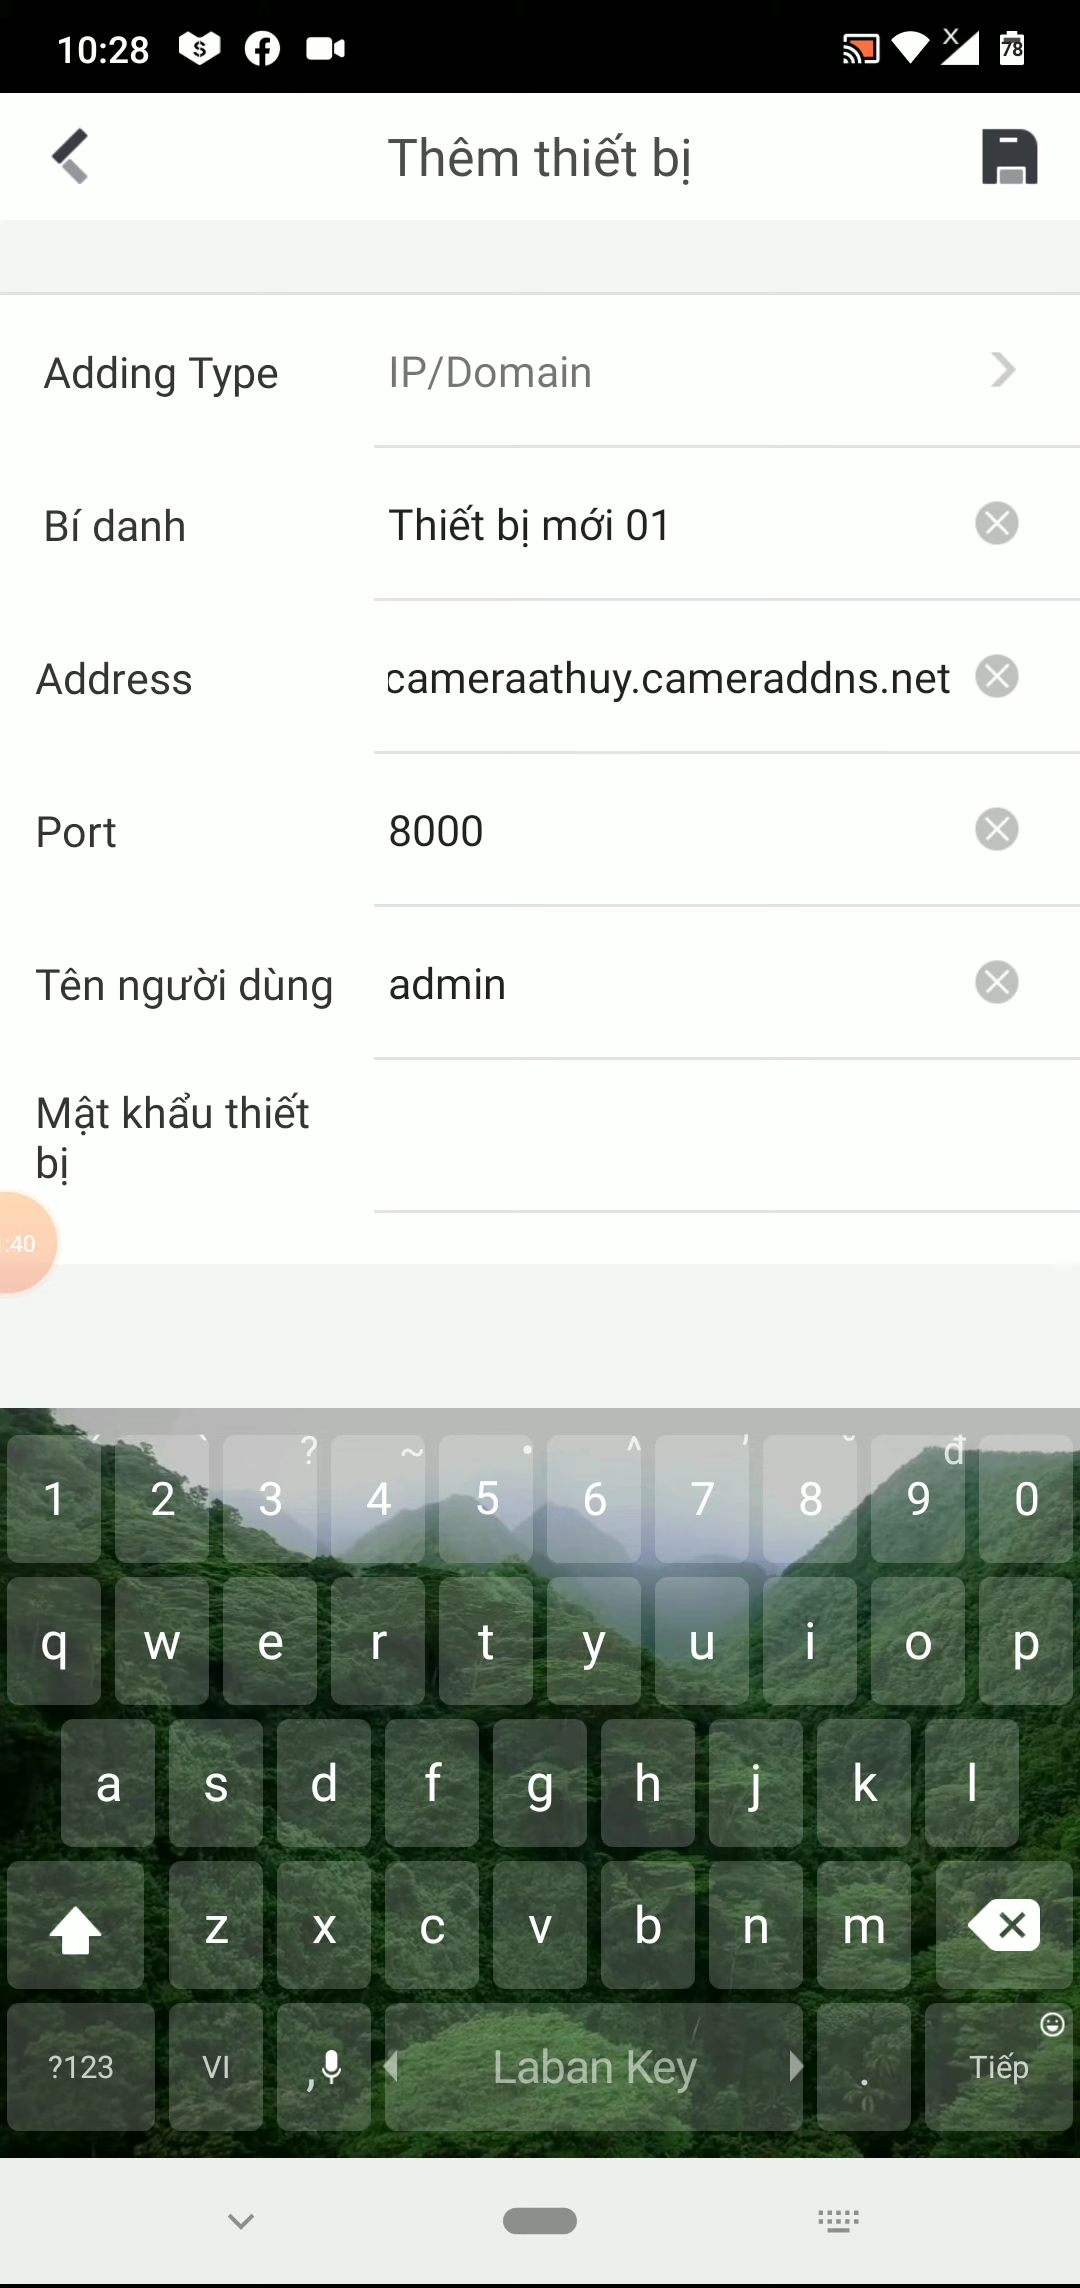 10:28
78
Thêm thiết bị
Adding Type IP/Domain
Bí danh Thiết bị mới 01
Address cameraathuy.cameraddns.net
Port 8000
Tên người dùng admin
Mật khẩu thiết
bị
:40
? ~ • ^ đ
1 2 3 4 5 6 7 8 9 0
q w e r t y u i o p
a s d f g h j k l
z x c v b n m
?123 VI , Laban Key . Tiếp